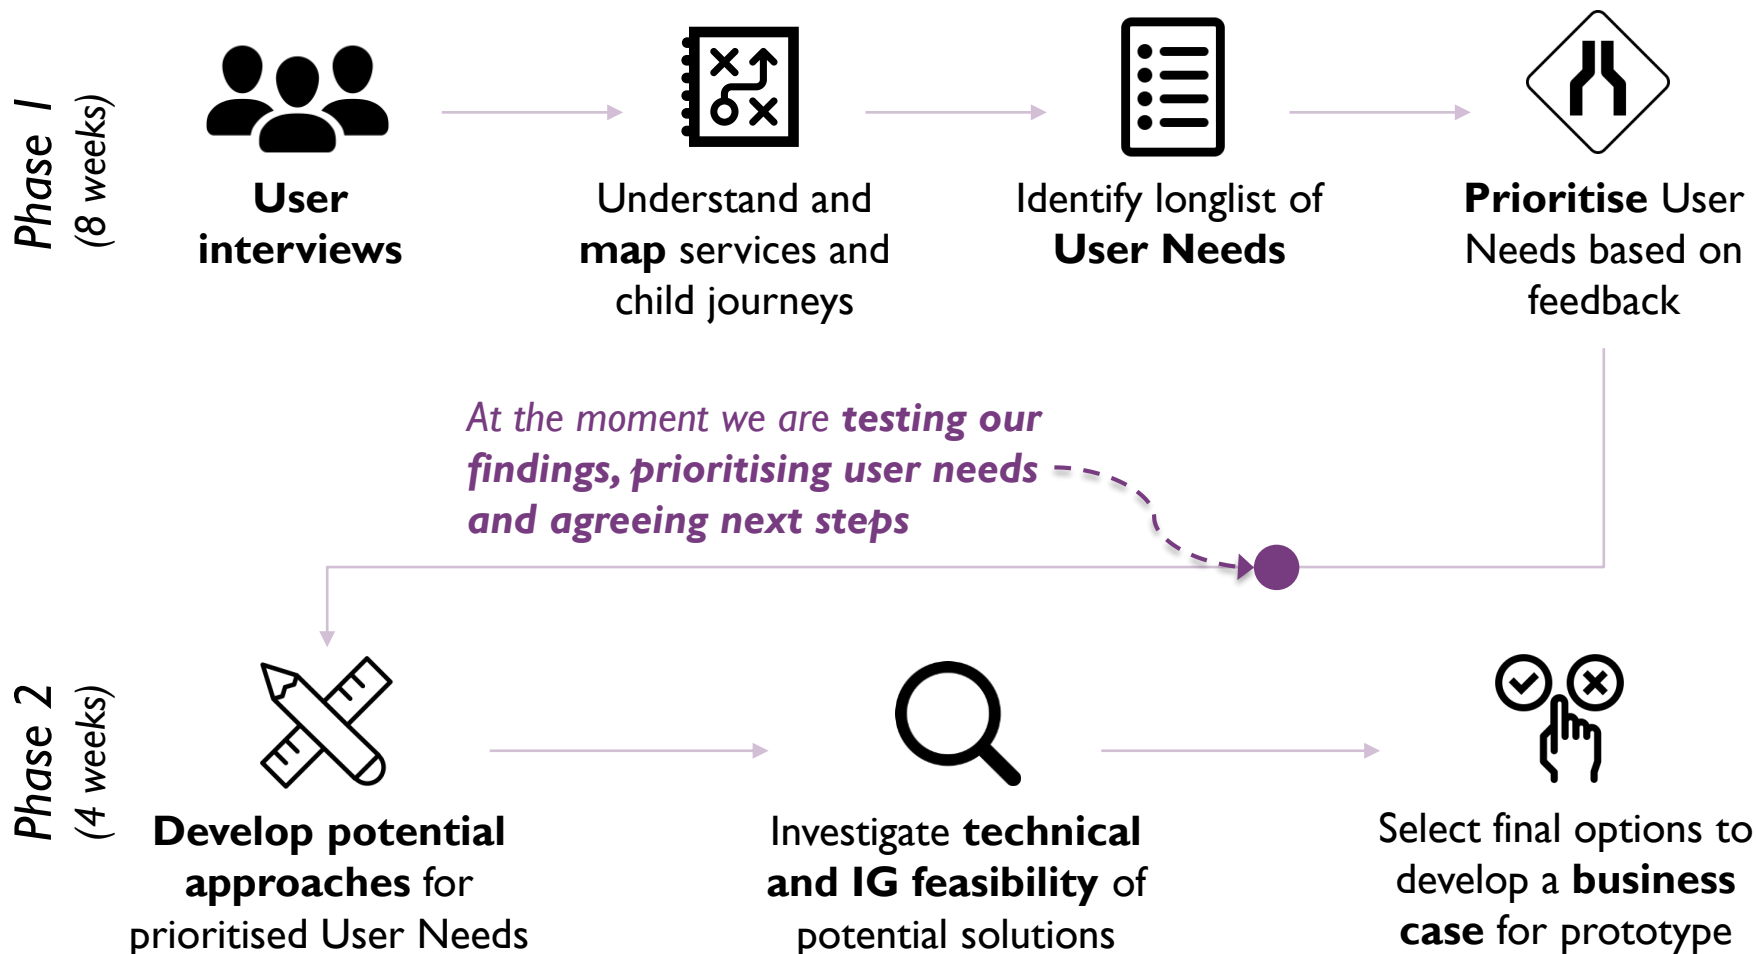 Phase 1
(8 weeks)
User
interviews
Understand and
map services and
child journeys
Identify longlist of
User Needs
Prioritise User
Needs based on
feedback
At the moment we are testing our
findings, prioritising user needs
and agreeing next steps
Phase 2
(4 weeks)
Develop potential
approaches for
prioritised User Needs
Investigate technical
and IG feasibility of
potential solutions
Select final options to
develop a business
case for prototype